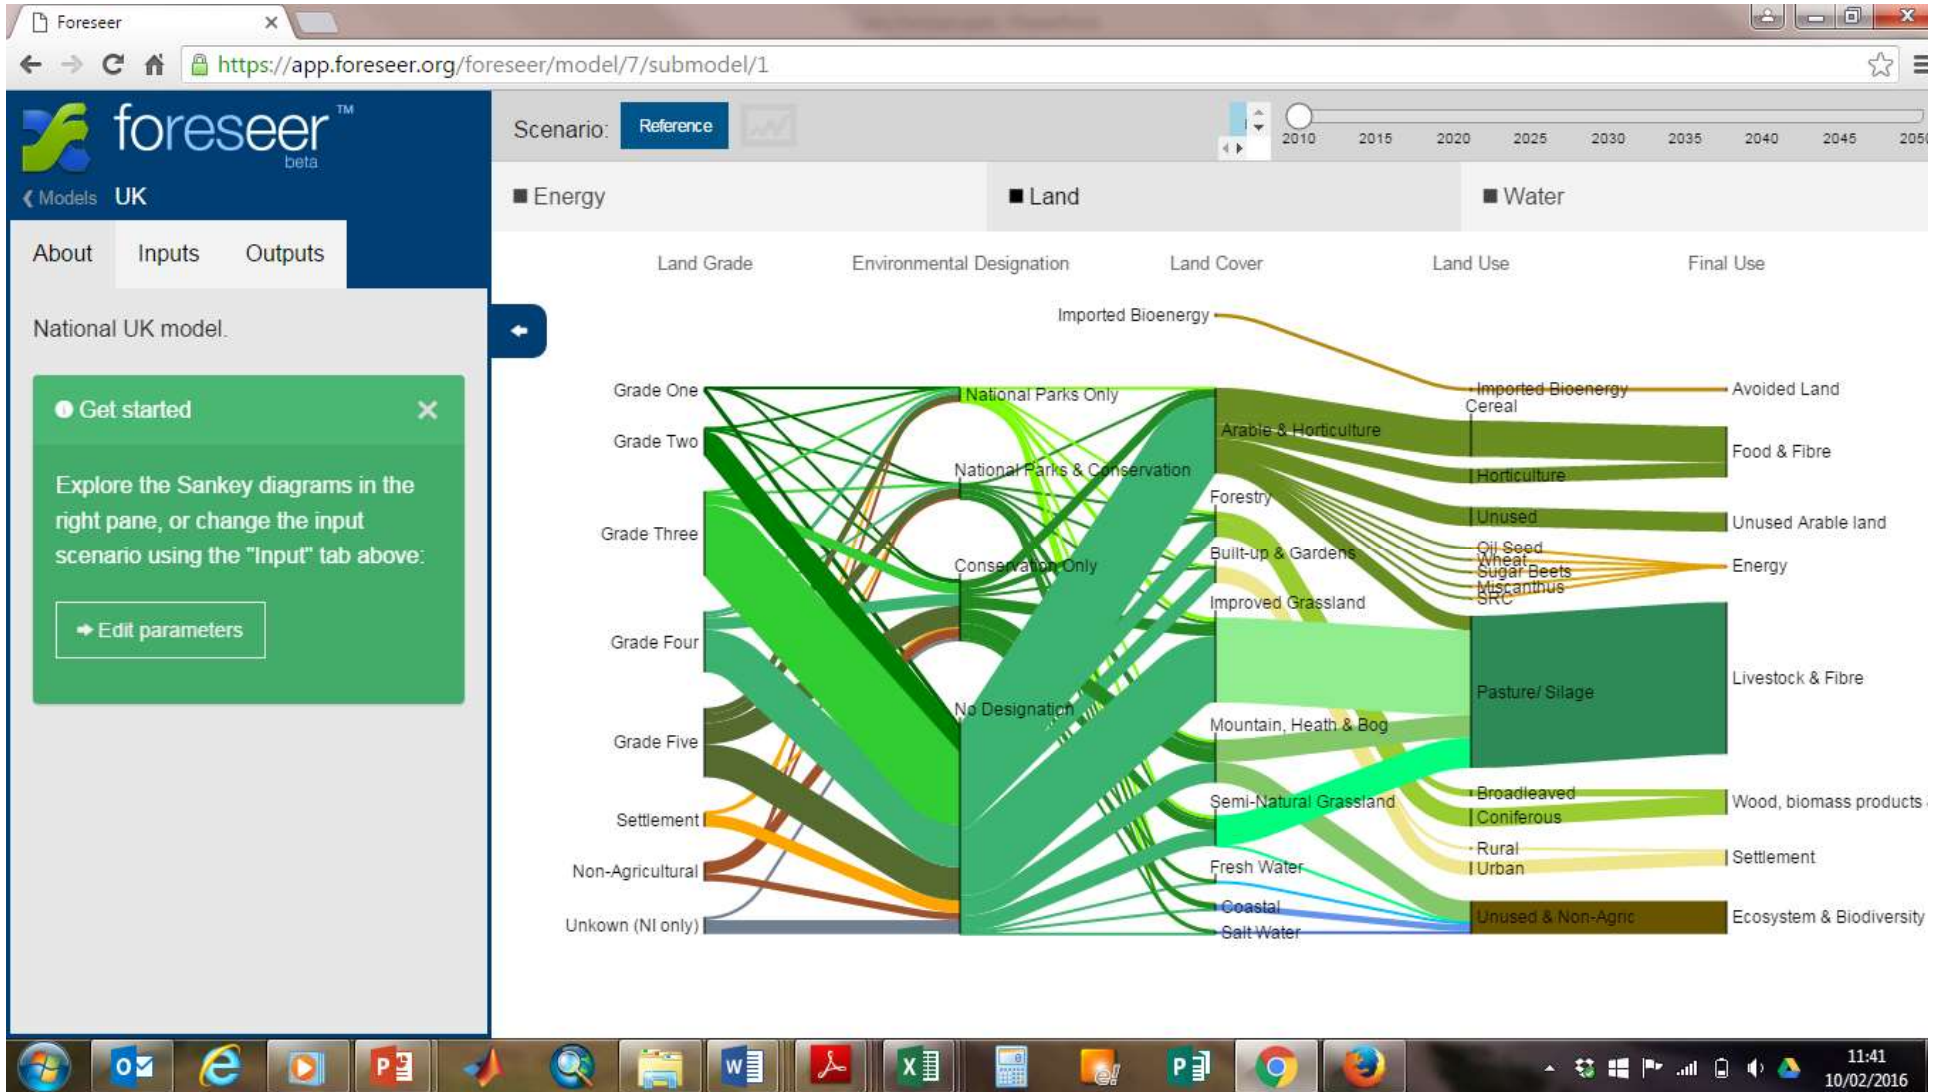 Foreseer
https://app.foreseer.org/foreseer/model/7/submodel/1
foreseer™
beta
Models UK
About Inputs Outputs
National UK model.
Get started
Explore the Sankey diagrams in the
right pane, or change the input
scenario using the "Input" tab above:
Edit parameters
Scenario: Reference
2010 2015 2020 2025 2030 2035 2040 2045
Energy Land Water
Land Grade Environmental Designation Land Cover Land Use Final Use
Grade One
Grade Two
Grade Three
Grade Four
Grade Five
Settlement
Non-Agricultural
Unkown (NI only)
National Parks Only
National Parks & Conservation
Conservation Only
No Designation
Imported Bioenergy
Arable & Horticulture
Forestry
Built-up & Gardens
Improved Grassland
Mountain, Heath & Bog
Semi-Natural Grassland
Fresh Water
Coastal
Salt Water
Imported Bioenergy
Cereal
Horticulture
Unused
Oil Seed
Wheat
Sugar Beets
Miscanthus
SRC
Pasture/ Silage
Broadleaved
Coniferous
Rural
Urban
Unused & Non-Agric
Avoided Land
Food & Fibre
Unused Arable land
Energy
Livestock & Fibre
Wood, biomass products
Settlement
Ecosystem & Biodiversity
11:41
10/02/2016